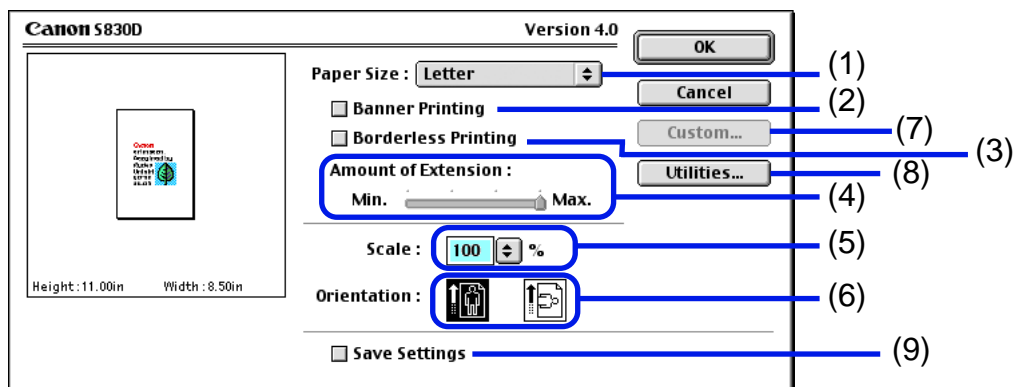 Canon S830D
Version 4.0
OK
Paper Size : Letter
(1)
Cancel
Banner Printing
(2)
Custom...
(7)
Borderless Printing
(3)
Amount of Extension :
Utilities...
(8)
Min.
Max.
(4)
Scale : 100 %
(5)
Height : 11.00in
Width : 8.50in
Orientation :
(6)
Save Settings
(9)